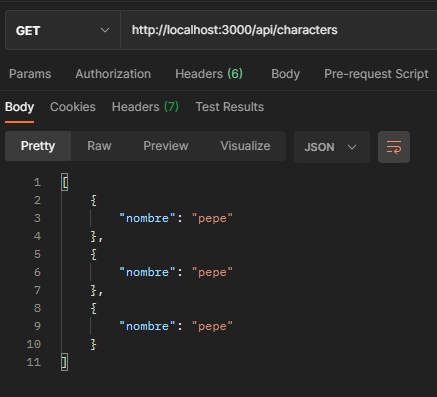 GET http://localhost:3000/api/characters
Params Authorization Headers (6) Body Pre-request Script
Body Cookies Headers (7) Test Results
Pretty Raw Preview Visualize JSON
1 [
2 {
3 "nombre": "pepe"
4 },
5 {
6 "nombre": "pepe"
7 },
8 {
9 "nombre": "pepe"
10 }
11 ]